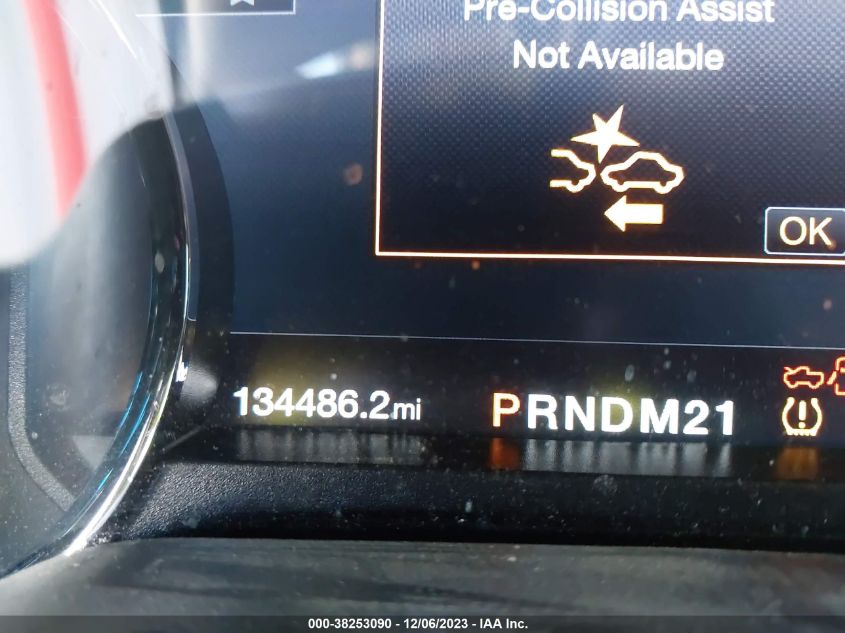 Pre-Collision Assist
Not Available
OK
134486.2mi
PRNDM21
000-38253090 - 12/06/2023 - IAA Inc.